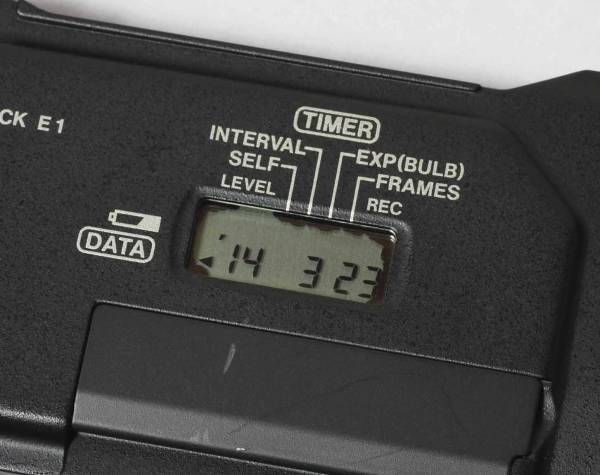 CK E1
TIMER
INTERVAL
EXP(BULB)
SELF
FRAMES
LEVEL
REC
DATA
'14 3 23